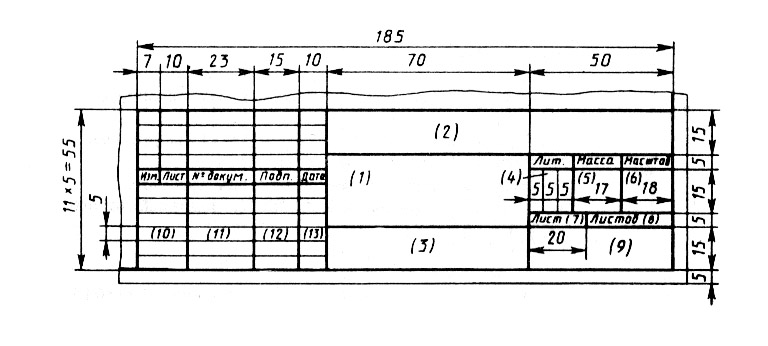 185
7 10 23 15 10 70 50
(2)
15
Лит. Масса Масштаб
5
Изм. Лист № докум. Подп. Дата
(1)
(4) (5) (6)
5 5 5 17 18
15
11×5=55
5
Лист (7) Листов (8)
5
(10) (11) (12) (13)
(3)
20
(9)
15
5